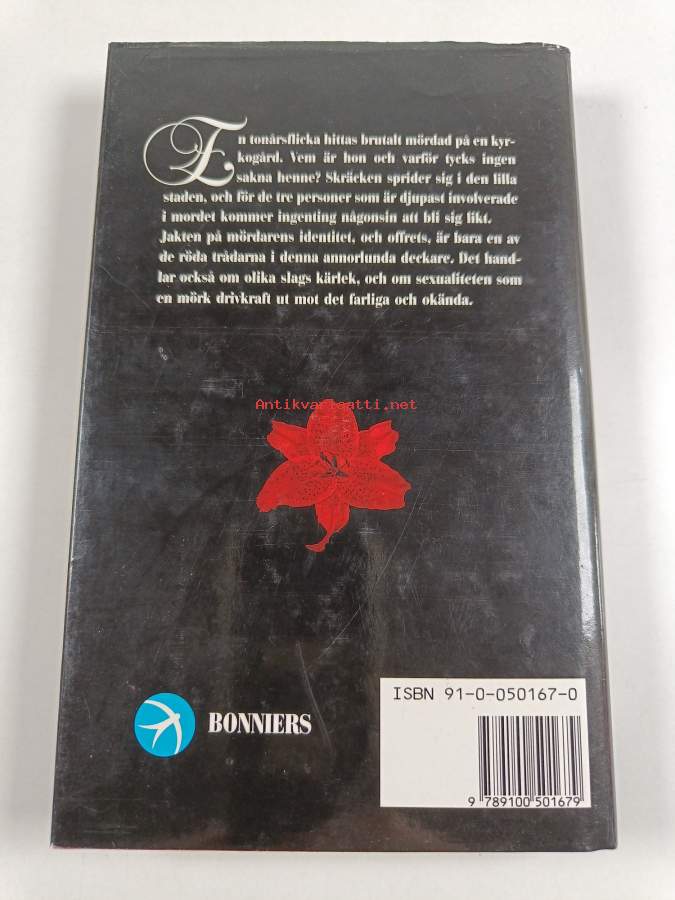 En tonårsflicka hittas brutalt mördad på en kyr-
kogård. Vem är hon och varför tycks ingen
sakna henne? Skräcken sprider sig i den lilla
staden, och för de tre personer som är djupast involverade
i mordet kommer ingenting någonsin att bli sig likt.
Jakten på mördarens identitet, och offrets, är bara en av
de röda trådarna i denna annorlunda deckare. Det hand-
lar också om olika slags kärlek, och om sexualiteten som
en mörk drivkraft ut mot det farliga och okända.
Antikvariaatti.net
ISBN 91-0-050167-0
BONNIERS
9 789100 501679